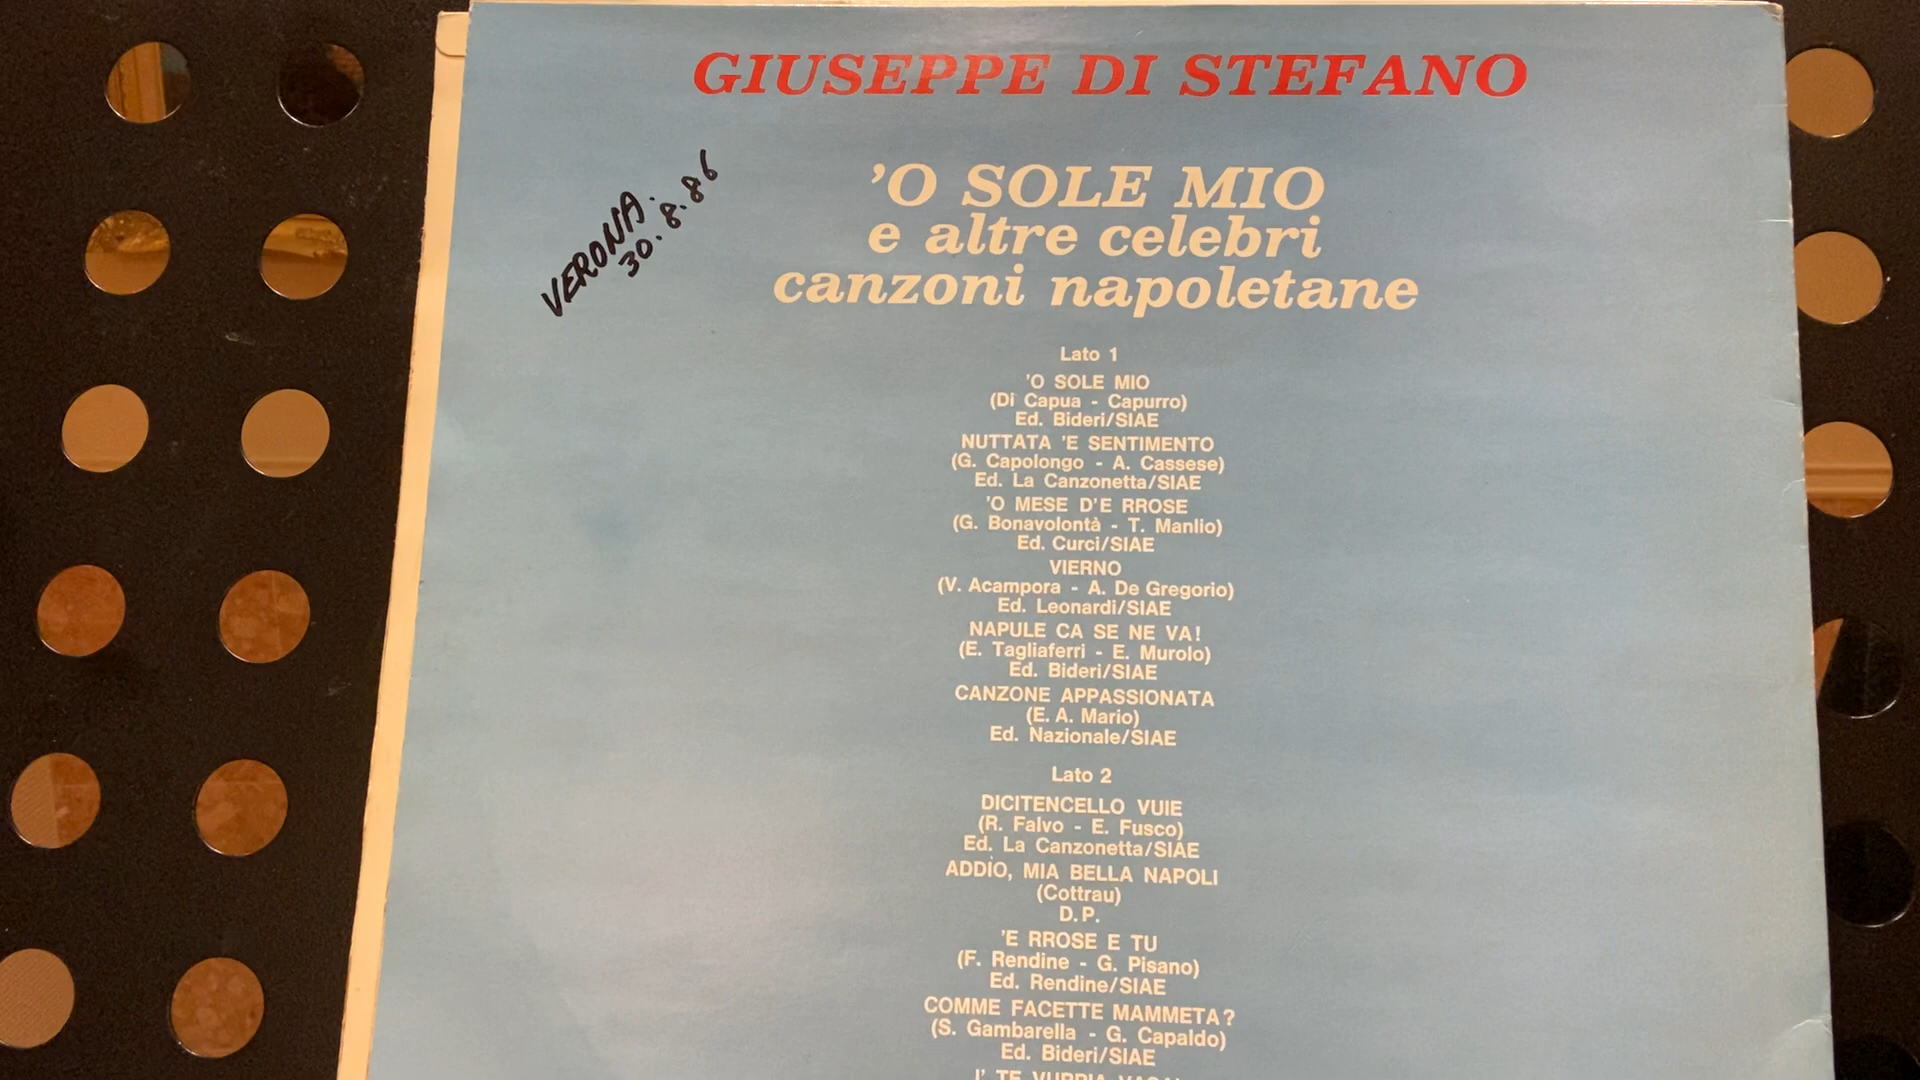 GIUSEPPE DI STEFANO
VERONA.
30.8.86
'O SOLE MIO
e altre celebri
canzoni napoletane
Lato 1
'O SOLE MIO
(Di Capua - Capurro)
Ed. Bideri/SIAE
NUTTATA 'E SENTIMENTO
(G. Capolongo - A. Cassese)
Ed. La Canzonetta/SIAE
'O MESE D'E RROSE
(G. Bonavolontà - T. Manlio)
Ed. Curci/SIAE
VIERNO
(V. Acampora - A. De Gregorio)
Ed. Leonardi/SIAE
NAPULE CA SE NE VA!
(E. Tagliaferri - E. Murolo)
Ed. Bideri/SIAE
CANZONE APPASSIONATA
(E. A. Mario)
Ed. Nazionale/SIAE
Lato 2
DICITENCELLO VUIE
(R. Falvo - E. Fusco)
Ed. La Canzonetta/SIAE
ADDÌO, MIA BELLA NAPOLI
(Cottrau)
D.P.
'E RROSE E TU
(F. Rendine - G. Pisano)
Ed. Rendine/SIAE
COMME FACETTE MAMMETA?
(S. Gambarella - G. Capaldo)
Ed. Bideri/SIAE
I' TE VURRIA VASA'